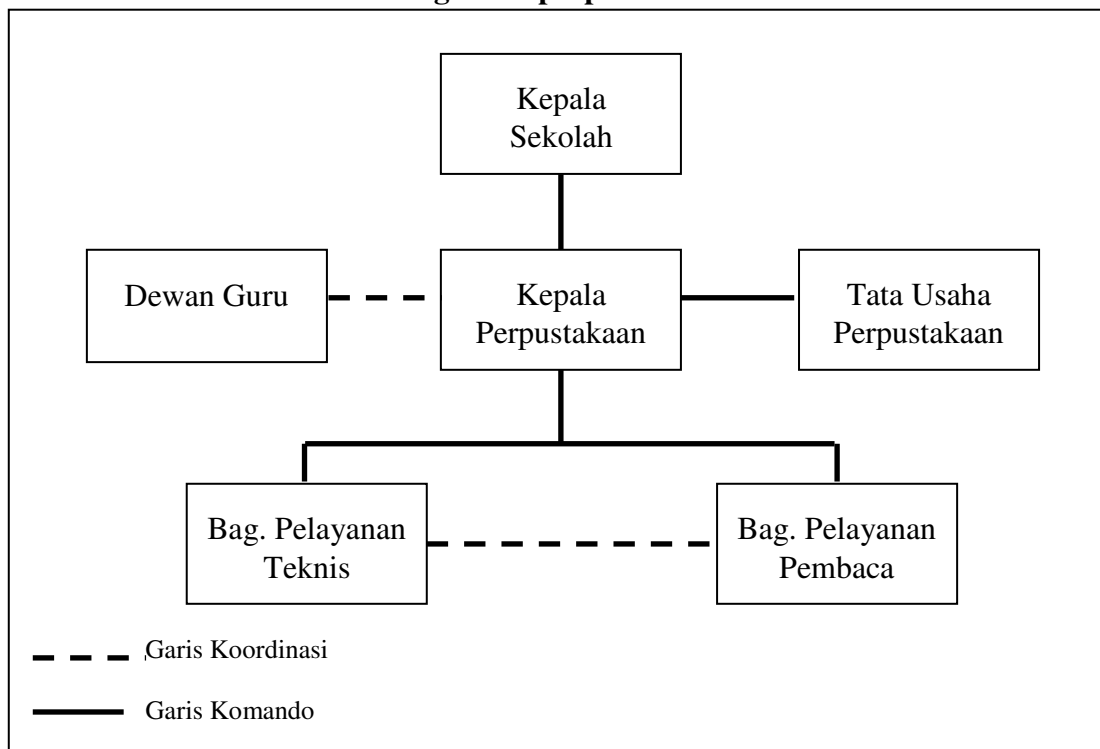 Kepala
Sekolah
Dewan Guru
Kepala
Perpustakaan
Tata Usaha
Perpustakaan
Bag. Pelayanan
Teknis
Bag. Pelayanan
Pembaca
Garis Koordinasi
Garis Komando